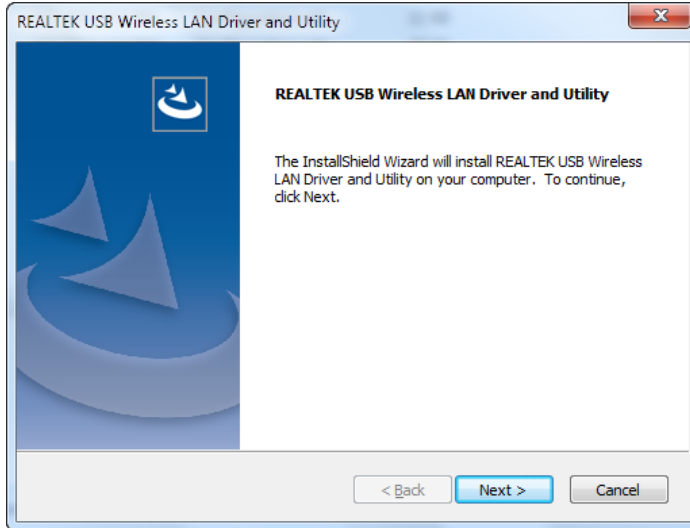 REALTEK USB Wireless LAN Driver and Utility
REALTEK USB Wireless LAN Driver and Utility
The InstallShield Wizard will install REALTEK USB Wireless
LAN Driver and Utility on your computer. To continue,
click Next.
< Back Next > Cancel